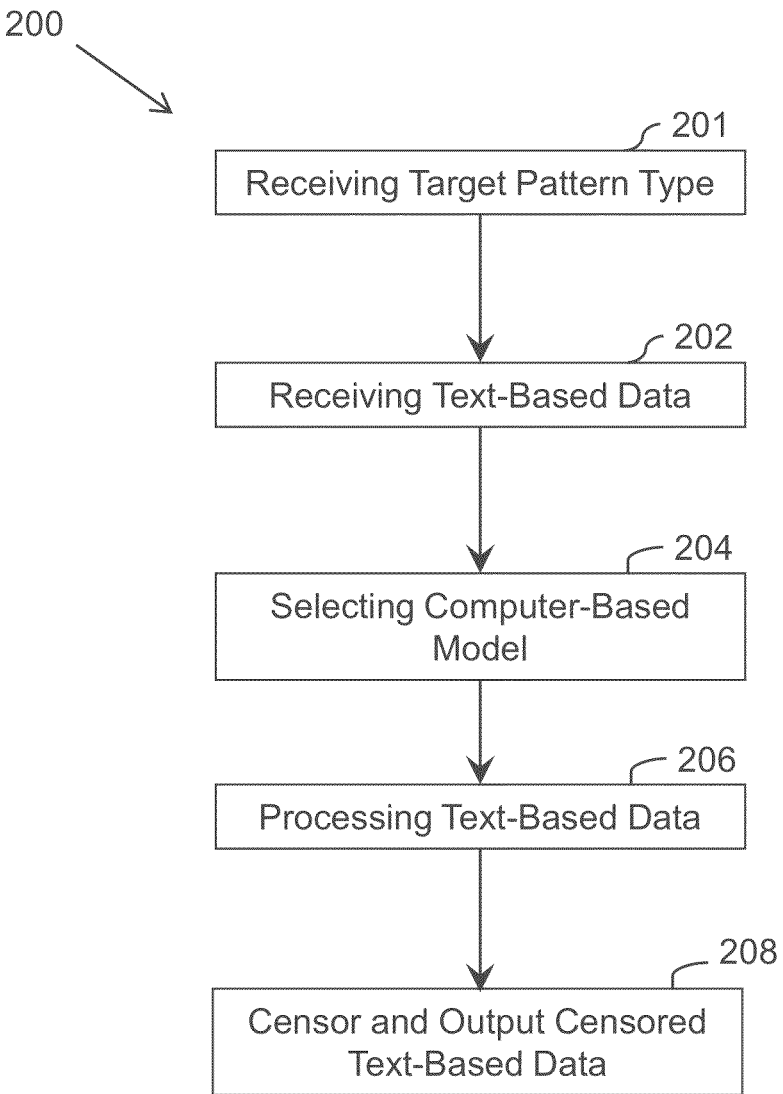 200
201
Receiving Target Pattern Type
202
Receiving Text-Based Data
204
Selecting Computer-Based
Model
206
Processing Text-Based Data
208
Censor and Output Censored
Text-Based Data